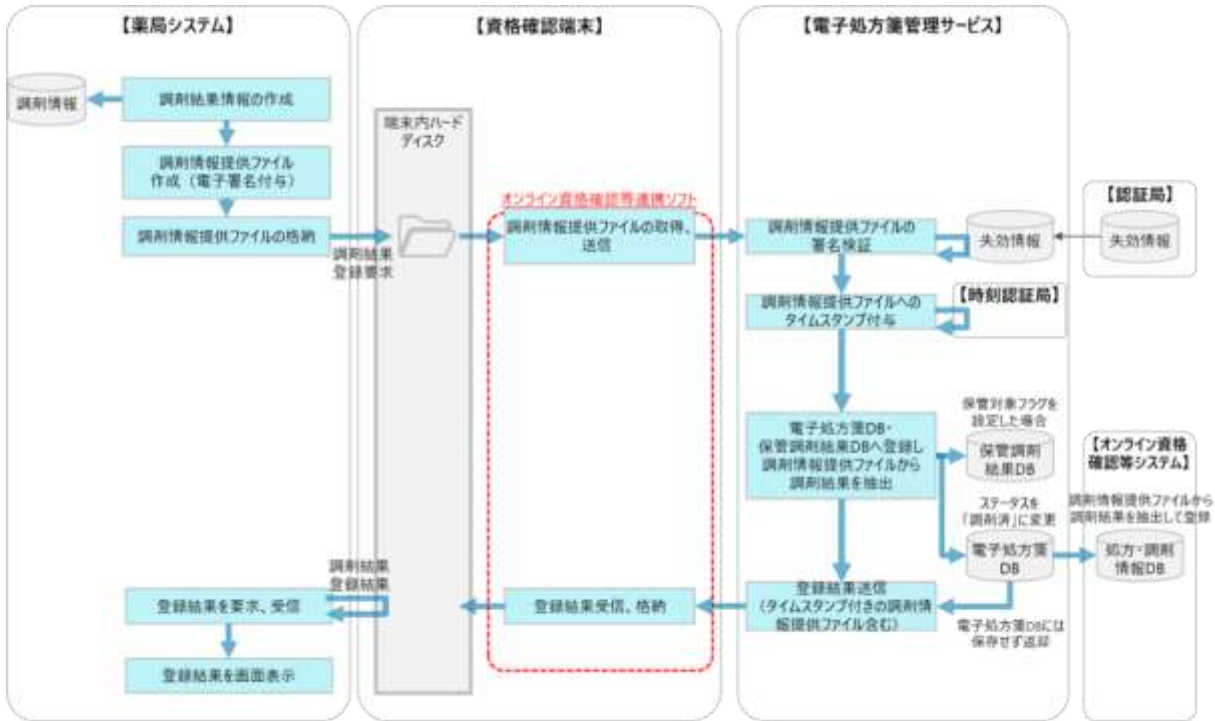 【薬局システム】
調剤情報
調剤結果情報の作成
調剤情報提供ファイル
作成（電子署名付与）
調剤情報提供ファイルの格納
調剤結果
登録要求
調剤結果
登録結果
登録結果を要求、受信
登録結果を画面表示
【資格確認端末】
端末内ハード
ディスク
オンライン資格確認等連携ソフト
調剤情報提供ファイルの取得、
送信
登録結果受信、格納
【電子処方箋管理サービス】
調剤情報提供ファイルの
署名検証
失効情報
調剤情報提供ファイルへの
タイムスタンプ付与
電子処方箋DB・
保管調剤結果DBへ登録し
調剤情報提供ファイルから
調剤結果を抽出
保管対象フラグを
設定した場合
保管調剤
結果DB
ステータスを
「調剤済」に変更
電子処方箋
DB
登録結果送信
（タイムスタンプ付きの調剤情
報提供ファイル含む）
電子処方箋DBには
保存せず返却
【認証局】
失効情報
【時刻認証局】
【オンライン資格
確認等システム】
調剤情報提供ファイルから
調剤結果を抽出して登録
処方・調剤
情報DB